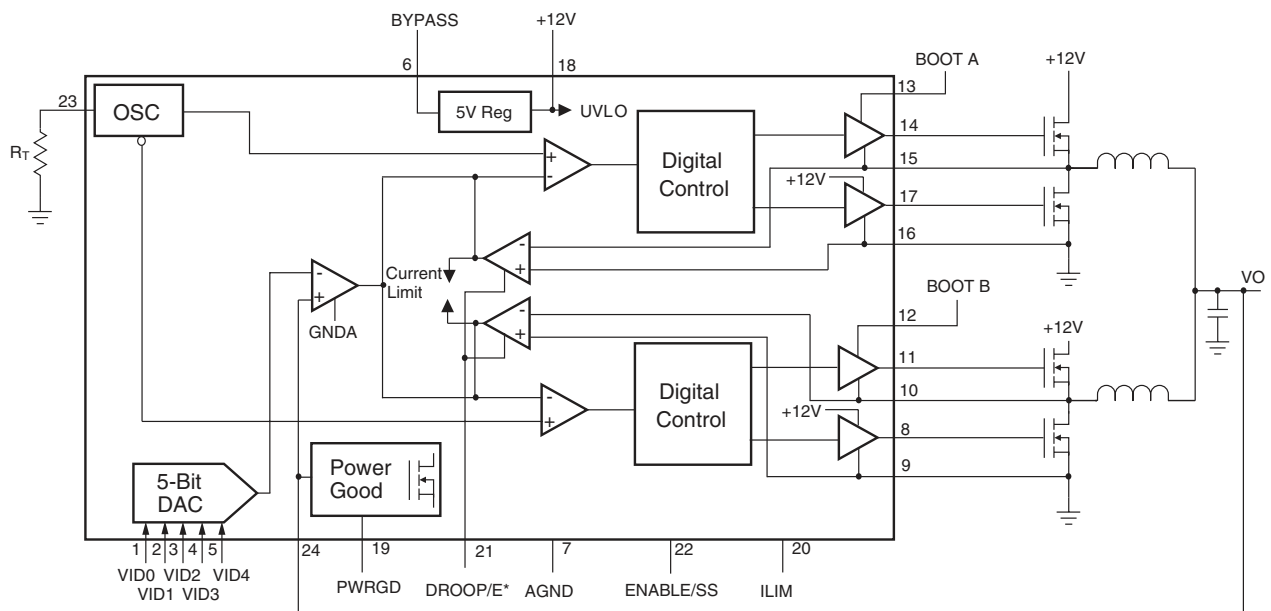 BYPASS
+12V
6
18
BOOT A
+12V
23
OSC
5V Reg
UVLO
13
14
RT
+
-
Digital
Control
15
+12V
17
16
-
+
Current
Limit
-
+
GNDA
-
+
BOOT B
VO
12
+12V
11
Digital
Control
10
-
+
+12V
8
9
5-Bit
DAC
Power
Good
1
2
3
4
5
24
19
21
7
22
20
VID0
VID1
VID2
VID3
VID4
PWRGD
DROOP/E*
AGND
ENABLE/SS
ILIM